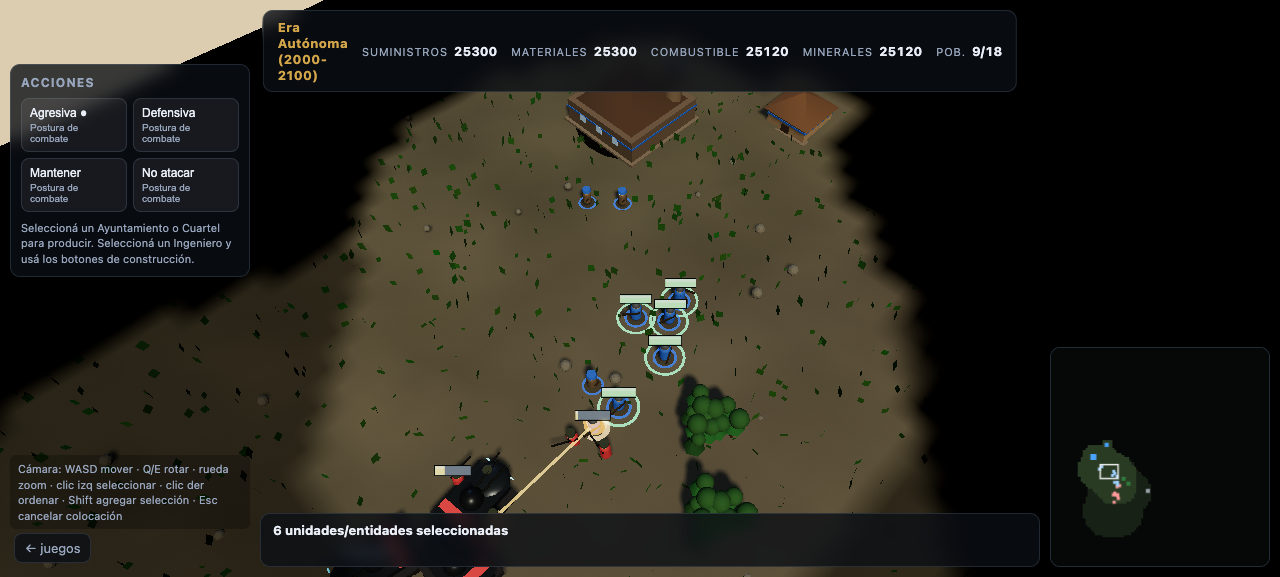 Era
Autónoma
(2000-
2100)
SUMINISTROS 25300 MATERIALES 25300 COMBUSTIBLE 25120 MINERALES 25120 POB. 9/18
ACCIONES
Agresiva •
Postura de
combate
Defensiva
Postura de
combate
Mantener
Postura de
combate
No atacar
Postura de
combate
Seleccioná un Ayuntamiento o Cuartel
para producir. Seleccioná un Ingeniero y
usá los botones de construcción.
Cámara: WASD mover · Q/E rotar · rueda
zoom · clic izq seleccionar · clic der
ordenar · Shift agregar selección · Esc
cancelar colocación
← juegos
6 unidades/entidades seleccionadas